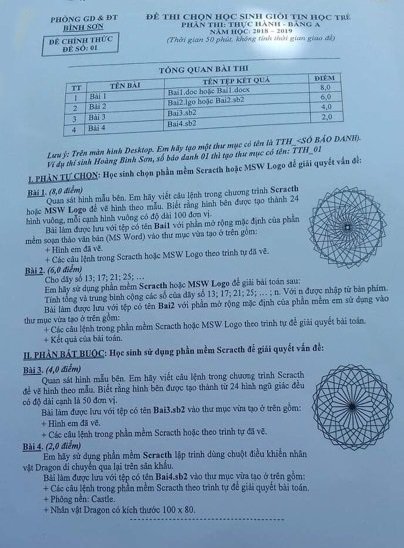 PHÒNG GD & ĐT
BÌNH SƠN
ĐỀ CHÍNH THỨC
ĐỀ SỐ: 01
ĐỀ THI CHỌN HỌC SINH GIỎI TIN HỌC TRẺ
PHẦN THI: THỰC HÀNH - BẢNG A
NĂM HỌC: 2018 - 2019
(Thời gian 50 phút, không tính thời gian giao đề)
TỔNG QUAN BÀI THI
TT TÊN BÀI TÊN TỆP KẾT QUẢ ĐIỂM
1 Bài 1 Bai1.doc hoặc Bai1.docx 8,0
2 Bài 2 Bai2.lgo hoặc Bai2.sb2 6,0
3 Bài 3 Bai3.sb2 4,0
4 Bài 4 Bai4.sb2 2,0
Lưu ý: Trên màn hình Desktop. Em hãy tạo một thư mục có tên là TTH_<SỐ BÁO DANH).
Ví dụ thí sinh Hoàng Bình Sơn, số báo danh 01 thì tạo thư mục có tên: TTH_01
I. PHẦN TỰ CHỌN: Học sinh chọn phần mềm Scracth hoặc MSW Logo để giải quyết vấn đề:
Bài 1. (8,0 điểm)
Quan sát hình mẫu bên. Em hãy viết câu lệnh trong chương trình Scracth
hoặc MSW Logo để vẽ hình theo mẫu. Biết rằng hình bên được tạo thành 24
hình vuông, mỗi cạnh hình vuông có độ dài 100 đơn vị.
Bài làm được lưu với tệp có tên Bai1 với phần mở rộng mặc định của phần
mềm soạn thảo văn bản (MS Word) vào thư mục vừa tạo ở trên gồm:
+ Hình em đã vẽ.
+ Các câu lệnh trong Scracth hoặc MSW Logo theo trình tự đã vẽ.
Bài 2. (6,0 điểm)
Cho dãy số 13; 17; 21; 25; ...
Em hãy sử dụng phần mềm Scracth hoặc MSW Logo để giải bài toán sau:
Tính tổng và trung bình cộng các số của dãy số 13; 17; 21; 25; ... ; n. Với n được nhập từ bàn phím.
Bài làm được lưu với tệp có tên Bai2 với phần mở rộng mặc định của phần mềm em sử dụng vào
thư mục vừa tạo ở trên gồm:
+ Các câu lệnh trong phần mềm Scracth hoặc MSW Logo theo trình tự để giải quyết bài toán.
+ Kết quả của bài toán.
II. PHẦN BẮT BUỘC: Học sinh sử dụng phần mềm Scracth để giải quyết vấn đề:
Bài 3. (4,0 điểm)
Quan sát hình mẫu bên. Em hãy viết câu lệnh trong chương trình Scracth
để vẽ hình theo mẫu. Biết rằng hình bên được tạo thành từ 24 hình ngũ giác đều
có độ dài cạnh là 50 đơn vị.
Bài làm được lưu với tệp có tên Bai3.sb2 vào thư mục vừa tạo ở trên gồm:
+ Hình em đã vẽ.
+ Các câu lệnh trong phần mềm Scracth hoặc theo trình tự đã vẽ.
Bài 4. (2,0 điểm)
Em hãy sử dụng phần mềm Scracth lập trình dùng chuột điều khiển nhân
vật Dragon di chuyển qua lại trên sân khấu.
Bài làm được lưu với tệp có tên Bai4.sb2 vào thư mục vừa tạo ở trên gồm:
+ Các câu lệnh trong phần mềm Scracth theo trình tự để giải quyết bài toán.
+ Phông nền: Castle.
+ Nhân vật Dragon có kích thước 100 x 80.